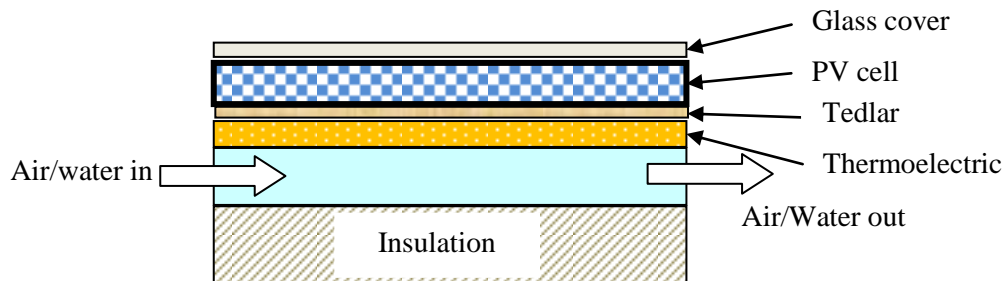 Glass cover
PV cell
Tedlar
Thermoelectric
Air/water in
Air/Water out
Insulation